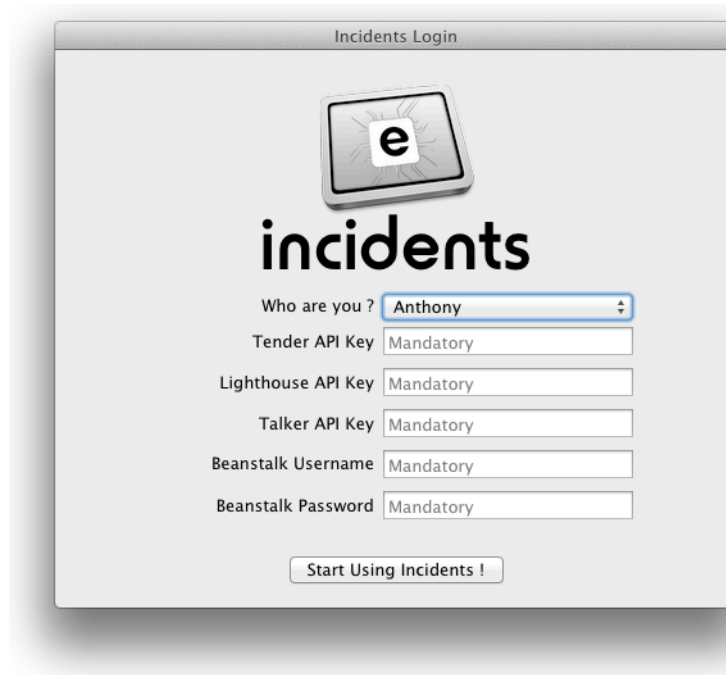 Incidents Login
e
incidents
Who are you ? Anthony
Tender API Key Mandatory
Lighthouse API Key Mandatory
Talker API Key Mandatory
Beanstalk Username Mandatory
Beanstalk Password Mandatory
Start Using Incidents !